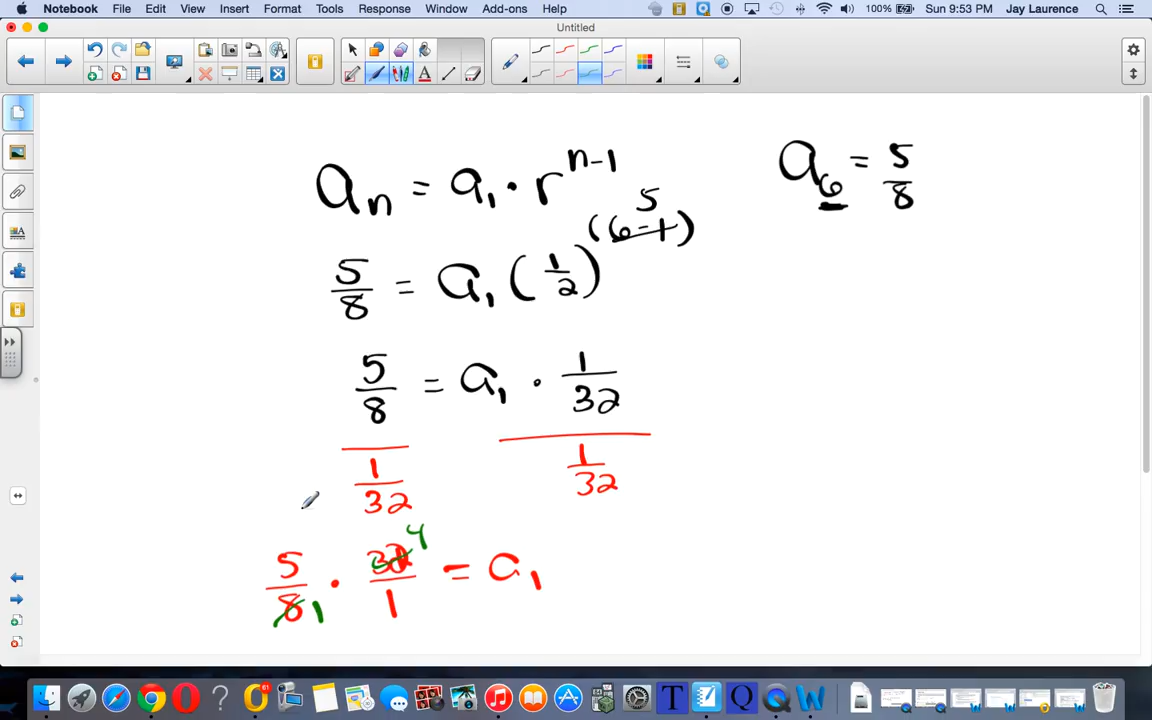 Notebook File Edit View Insert Format Tools Response Window Add-ons Help 100% Sun 9:53 PM Jay Laurence
Untitled
aₙ = a₁ · r^(n-1)
a₆ = 5/8
5
5/8 = a₁ (1/2)^(6-1)
5/8 = a₁ · 1/32
1/32 1/32
5/8 · 32/1 = a₁
4
1